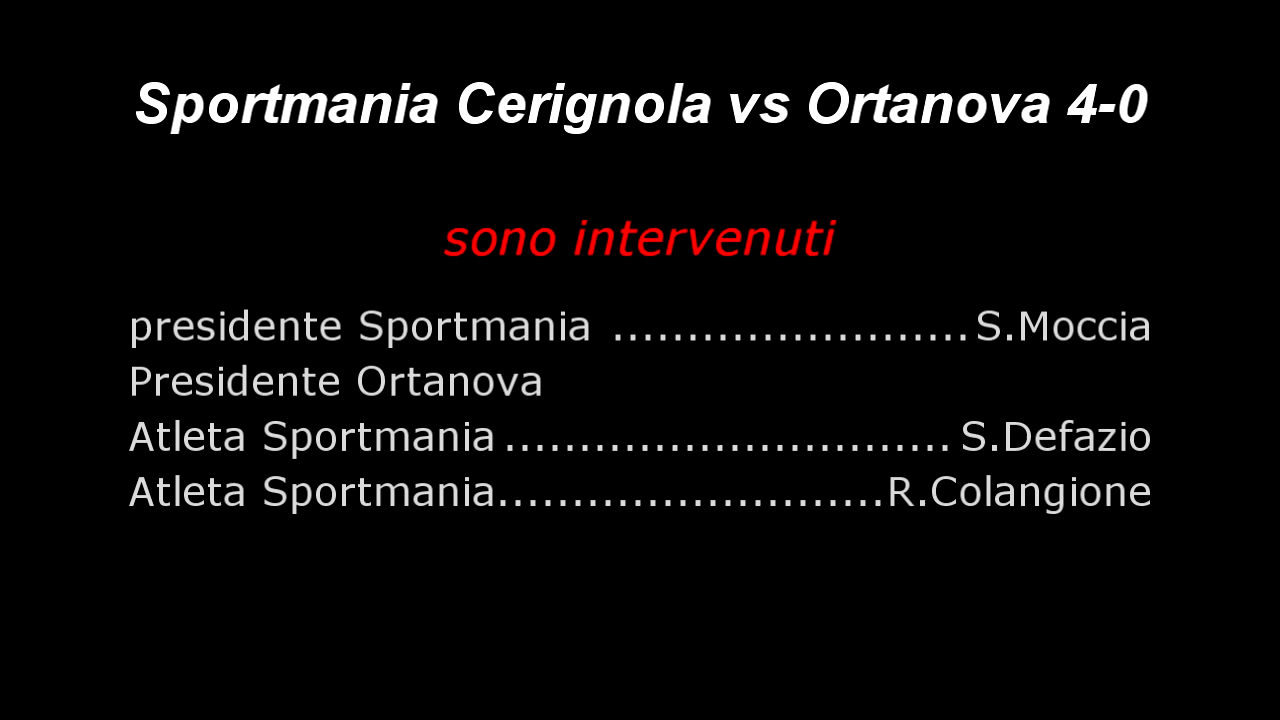 Sportmania Cerignola vs Ortanova 4-0
sono intervenuti
presidente Sportmania ........................ S.Moccia
Presidente Ortanova
Atleta Sportmania .............................. S.Defazio
Atleta Sportmania..........................R.Colangione